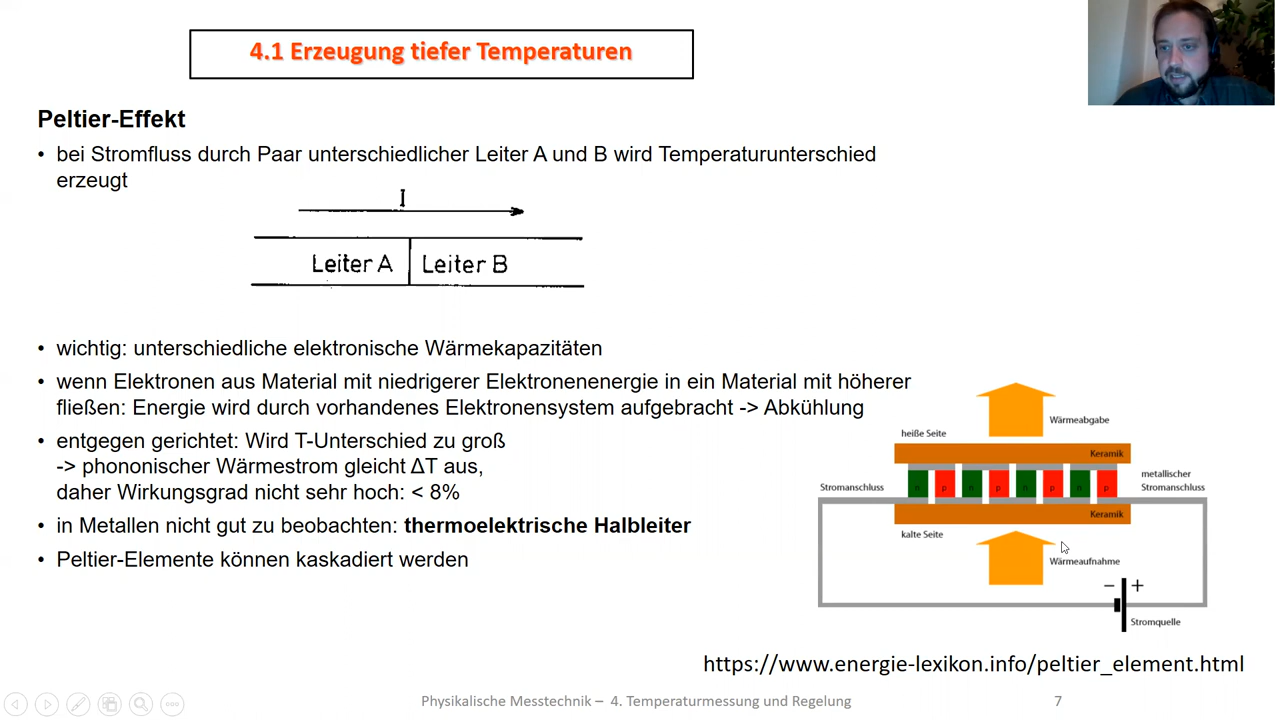 4.1 Erzeugung tiefer Temperaturen
Peltier-Effekt
• bei Stromfluss durch Paar unterschiedlicher Leiter A und B wird Temperaturunterschied
erzeugt
I
Leiter A
Leiter B
• wichtig: unterschiedliche elektronische Wärmekapazitäten
• wenn Elektronen aus Material mit niedrigerer Elektronenenergie in ein Material mit höherer
fließen: Energie wird durch vorhandenes Elektronensystem aufgebracht -> Abkühlung
• entgegen gerichtet: Wird T-Unterschied zu groß
-> phononischer Wärmestrom gleicht ΔT aus,
daher Wirkungsgrad nicht sehr hoch: < 8%
• in Metallen nicht gut zu beobachten: thermoelektrische Halbleiter
• Peltier-Elemente können kaskadiert werden
Wärmeabgabe
heiße Seite
Keramik
metallischer
Stromanschluss
Stromanschluss
n p n p n p n p
Keramik
kalte Seite
Wärmeaufnahme
− +
Stromquelle
https://www.energie-lexikon.info/peltier_element.html
Physikalische Messtechnik – 4. Temperaturmessung und Regelung
7